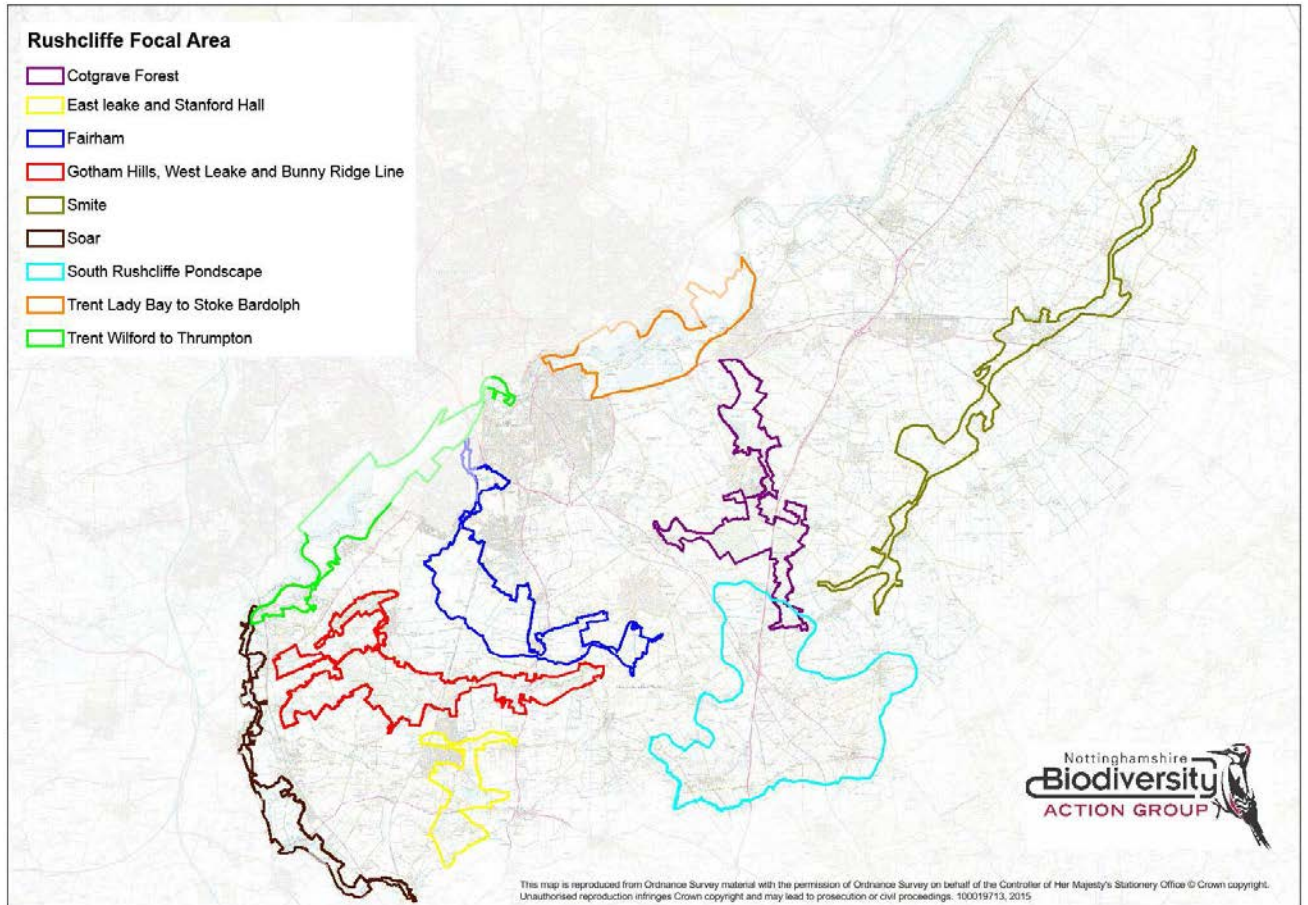 Rushcliffe Focal Area
Cotgrave Forest
East leake and Stanford Hall
Fairham
Gotham Hills, West Leake and Bunny Ridge Line
Smite
Soar
South Rushcliffe Pondscape
Trent Lady Bay to Stoke Bardolph
Trent Wilford to Thrumpton
Nottinghamshire
Biodiversity
ACTION GROUP
This map is reproduced from Ordnance Survey material with the permission of Ordnance Survey on behalf of the Controller of Her Majesty's Stationery Office © Crown copyright.
Unauthorised reproduction infringes Crown copyright and may lead to prosecution or civil proceedings. 100019713, 2015